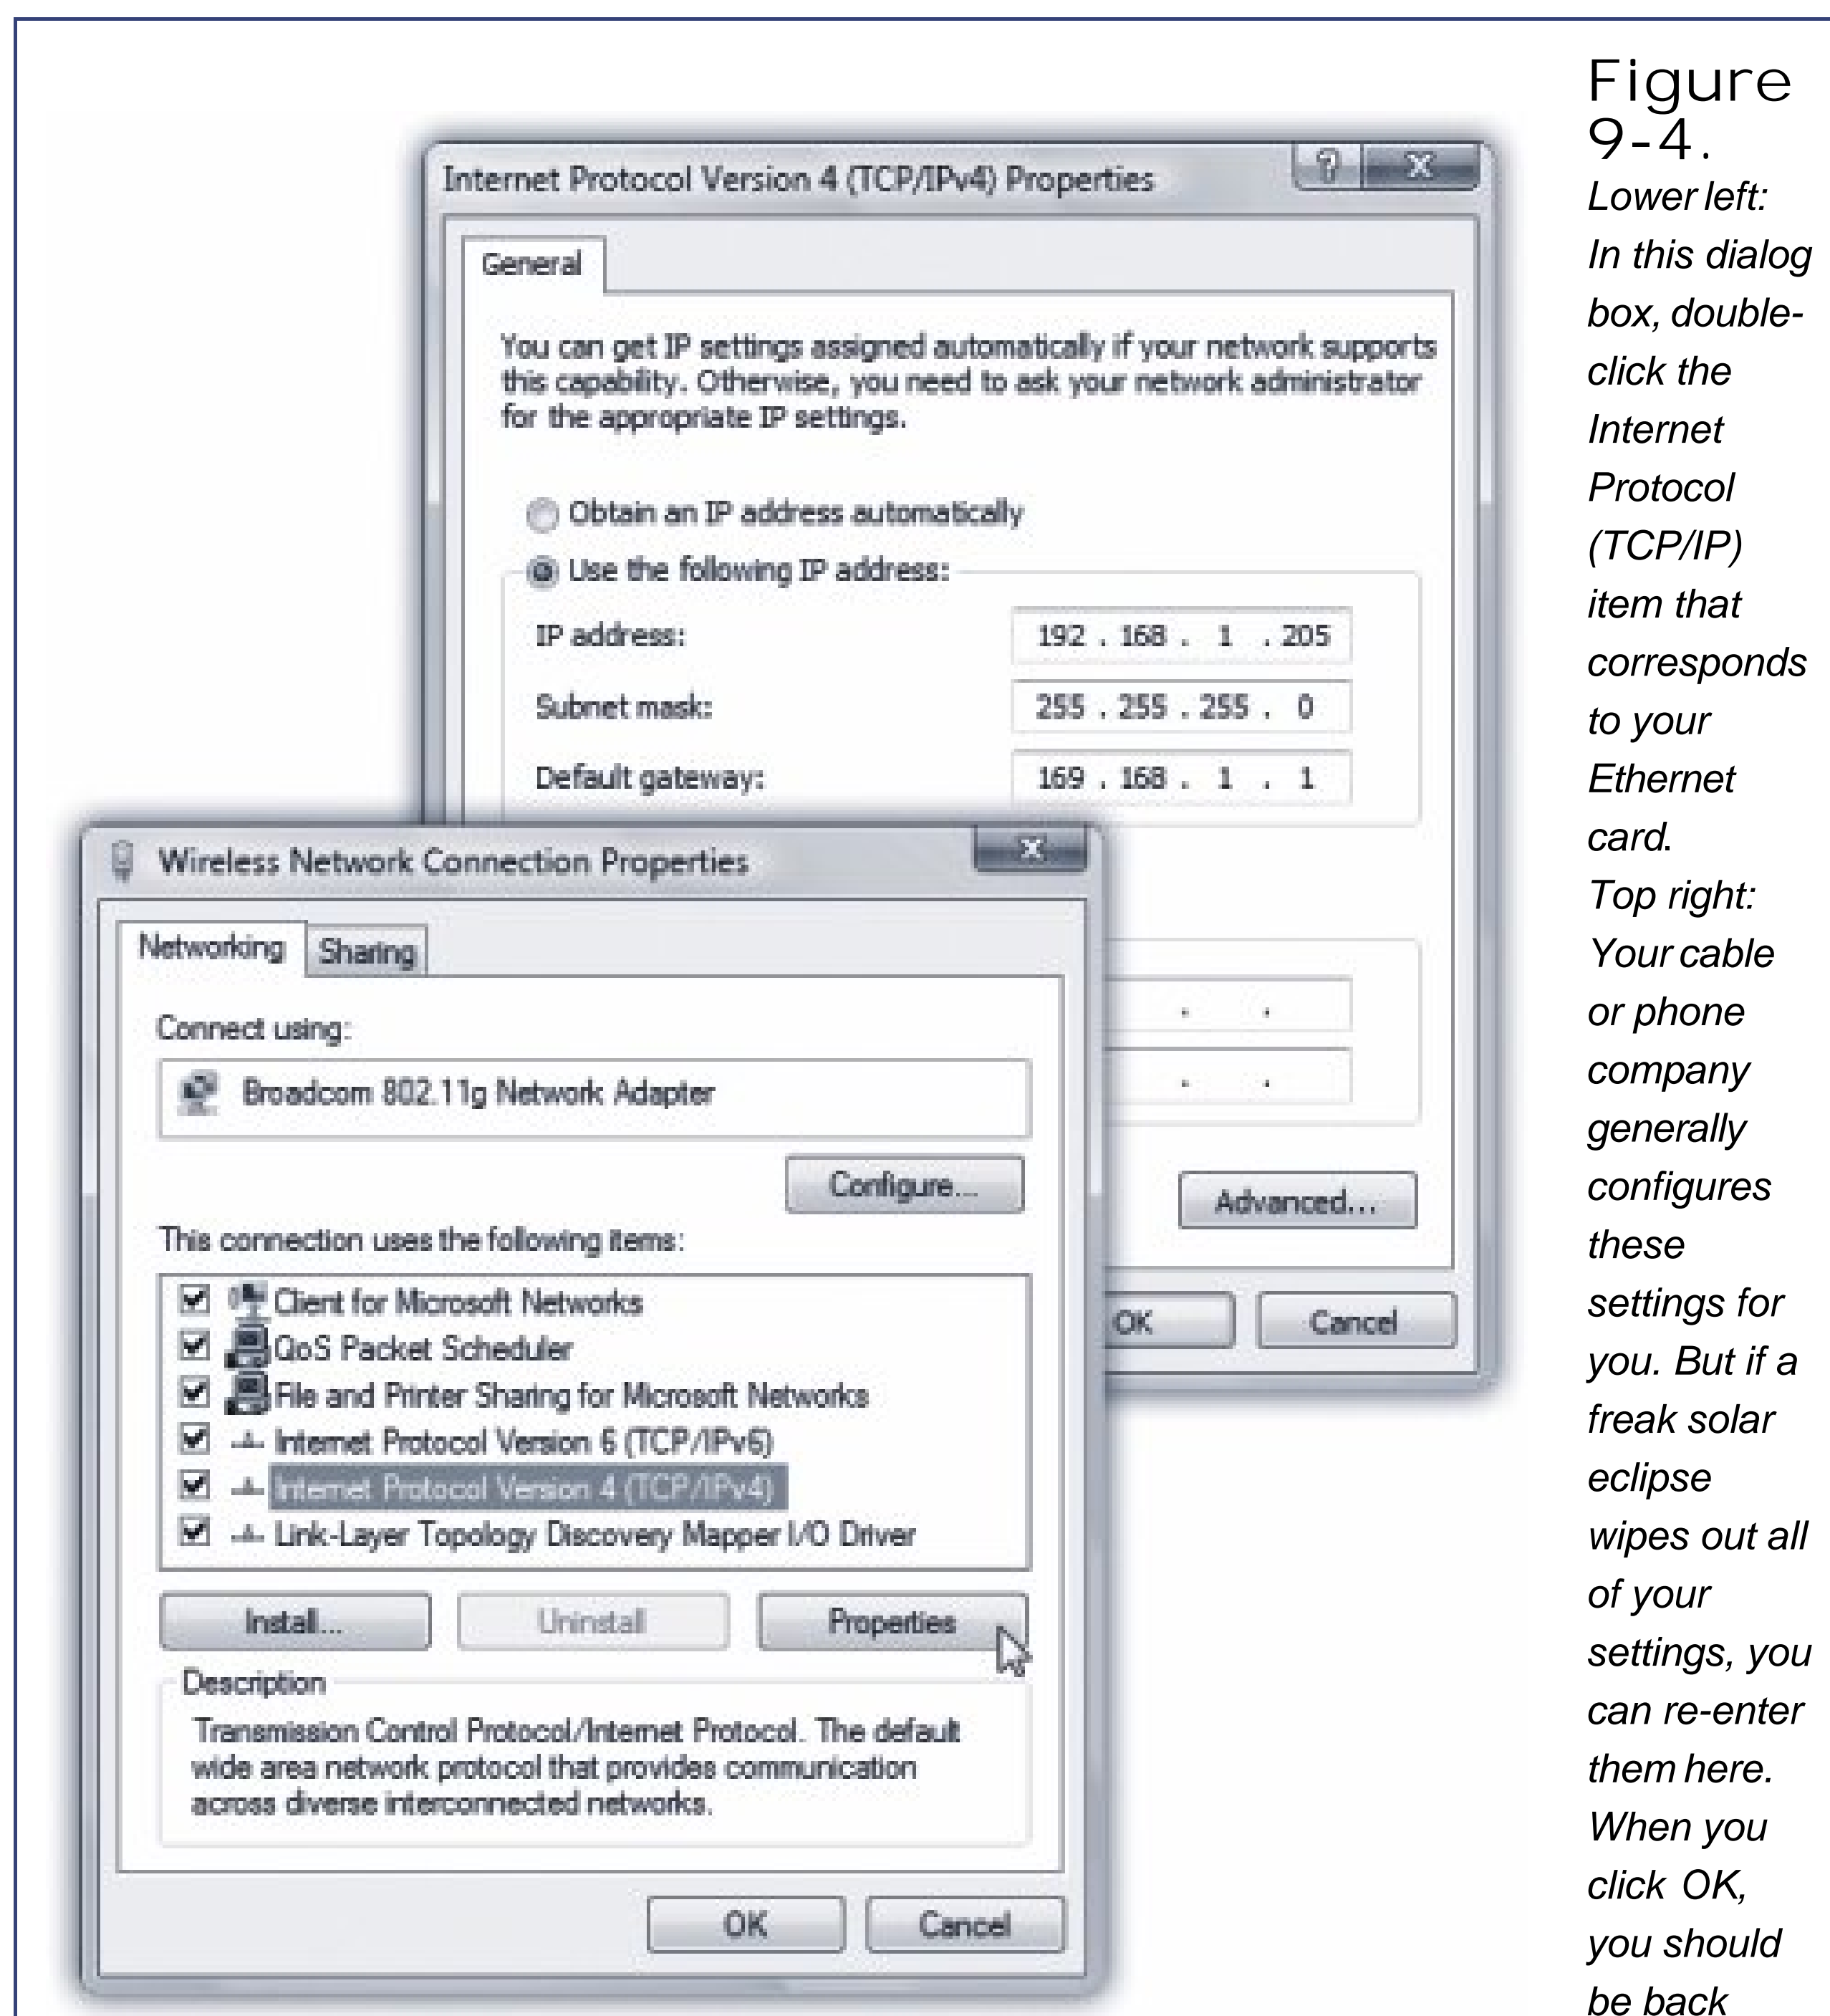 Internet Protocol Version 4 (TCP/IPv4) Properties
General
You can get IP settings assigned automatically if your network supports
this capability. Otherwise, you need to ask your network administrator
for the appropriate IP settings.
Obtain an IP address automatically
Use the following IP address:
IP address: 192 . 168 . 1 . 205
Subnet mask: 255 . 255 . 255 . 0
Default gateway: 169 . 168 . 1 . 1
. .
. .
Advanced...
OK Cancel
Wireless Network Connection Properties
Networking Sharing
Connect using:
Broadcom 802.11g Network Adapter
Configure...
This connection uses the following items:
Client for Microsoft Networks
QoS Packet Scheduler
File and Printer Sharing for Microsoft Networks
Internet Protocol Version 6 (TCP/IPv6)
Internet Protocol Version 4 (TCP/IPv4)
Link-Layer Topology Discovery Mapper I/O Driver
Install... Uninstall Properties
Description
Transmission Control Protocol/Internet Protocol. The default
wide area network protocol that provides communication
across diverse interconnected networks.
OK Cancel
Figure
9-4.
Lower left:
In this dialog
box, double-
click the
Internet
Protocol
(TCP/IP)
item that
corresponds
to your
Ethernet
card.
Top right:
Your cable
or phone
company
generally
configures
these
settings for
you. But if a
freak solar
eclipse
wipes out all
of your
settings, you
can re-enter
them here.
When you
click OK,
you should
be back